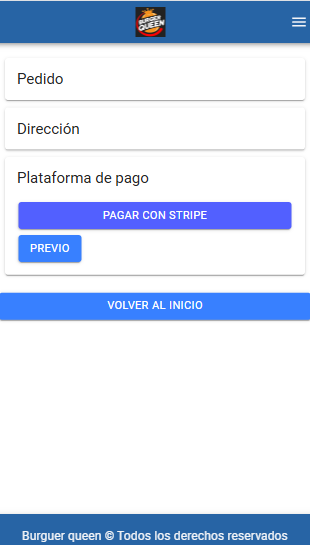 BURGER
QUEEN
Pedido
Dirección
Plataforma de pago
PAGAR CON STRIPE
PREVIO
VOLVER AL INICIO
Burguer queen © Todos los derechos reservados